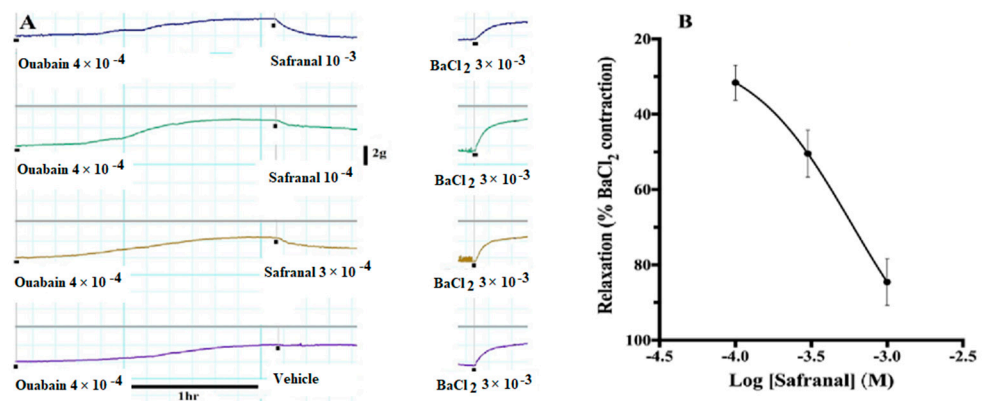 A
Ouabain 4 × 10⁻⁴
Safranal 10⁻³
BaCl₂ 3 × 10⁻³
Ouabain 4 × 10⁻⁴
Safranal 10⁻⁴
2g
BaCl₂ 3 × 10⁻³
Ouabain 4 × 10⁻⁴
Safranal 3 × 10⁻⁴
BaCl₂ 3 × 10⁻³
Ouabain 4 × 10⁻⁴
Vehicle
BaCl₂ 3 × 10⁻³
1hr
B
Relaxation (% BaCl₂ contraction)
20
40
60
80
100
-4.5 -4.0 -3.5 -3.0 -2.5
Log [Safranal] (M)